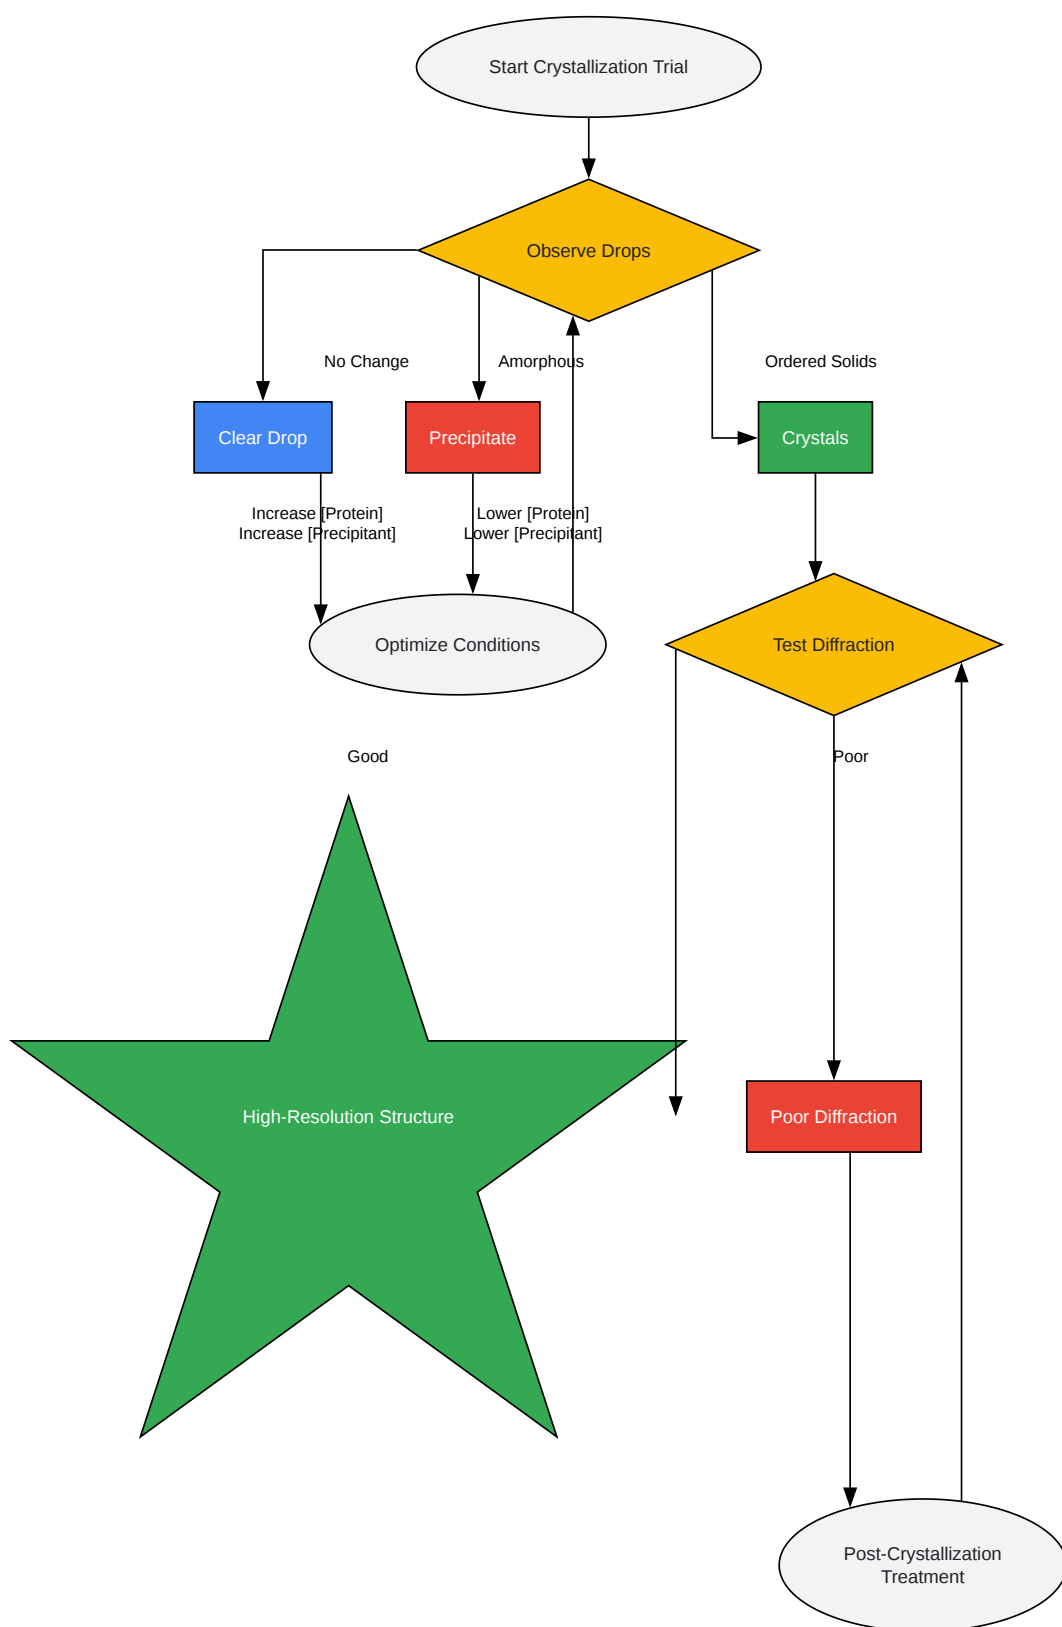 Start Crystallization Trial
Observe Drops
No Change
Amorphous
Ordered Solids
Clear Drop
Precipitate
Crystals
Increase [Protein]
Increase [Precipitant]
Lower [Protein]
Lower [Precipitant]
Optimize Conditions
Test Diffraction
Good
Poor
High-Resolution Structure
Poor Diffraction
Post-Crystallization
Treatment